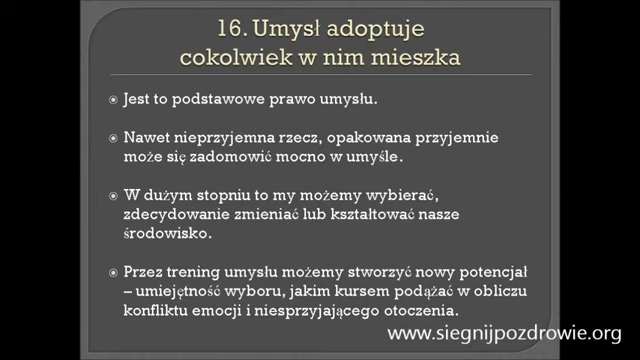 16. Umysł adoptuje
cokolwiek w nim mieszka
Jest to podstawowe prawo umysłu.
Nawet nieprzyjemna rzecz, opakowana przyjemnie
może się zadomowić mocno w umyśle.
W dużym stopniu to my możemy wybierać,
zdecydowanie zmieniać lub kształtować nasze
środowisko.
Przez trening umysłu możemy stworzyć nowy potencjał
– umiejętność wyboru, jakim kursem podążać w obliczu
konfliktu emocji i niesprzyjającego otoczenia.
www.siegnijpozdrowie.org